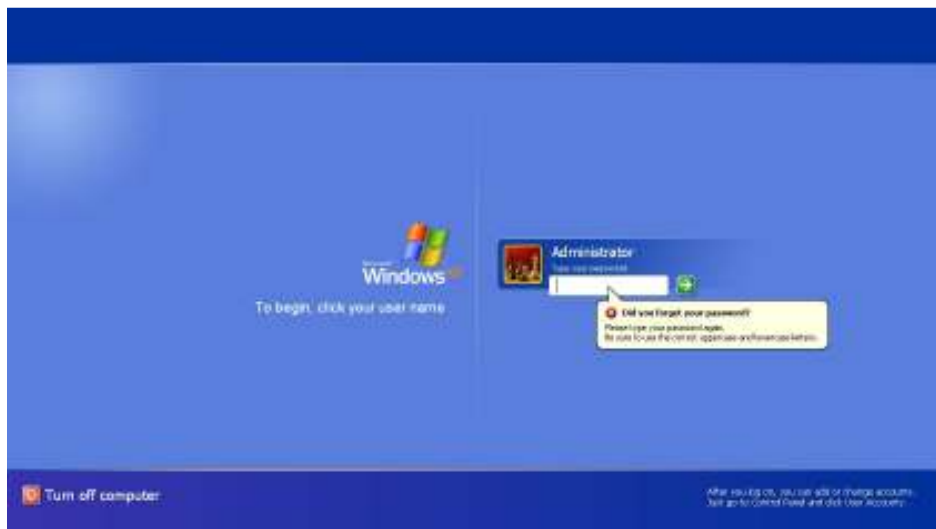 Microsoft
Windows xp
To begin, click your user name
Administrator
Type your password
Did you forget your password?
Please type your password again.
Be sure to use the correct uppercase and lowercase letters.
Turn off computer
After you log on, you can add or change accounts.
Just go to Control Panel and click User Accounts.